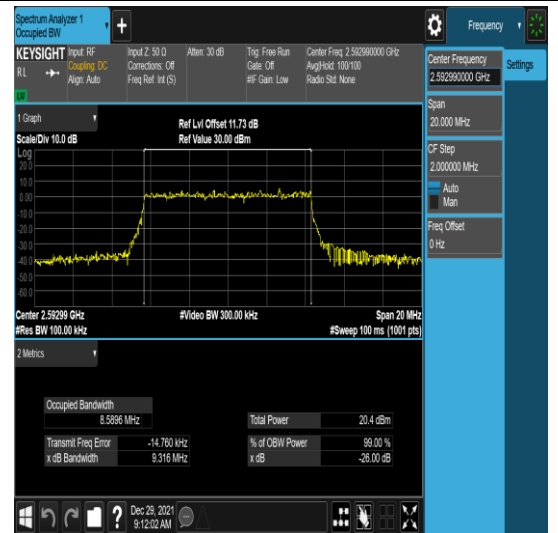 Spectrum Analyzer 1
Occupied BW
Frequency
KEYSIGHT
RL
Input: RF
Coupling: DC
Align: Auto
Input Z: 50 Ω
Corrections: Off
Freq Ref: Int (S)
Atten: 30 dB
Trig: Free Run
Gate: Off
#IF Gain: Low
Center Freq: 2.592990000 GHz
Avg|Hold: 100/100
Radio Std: None
Center Frequency
2.592990000 GHz
Settings
Span
20.000 MHz
CF Step
2.000000 MHz
Auto
Man
Freq Offset
0 Hz
1 Graph
Scale/Div 10.0 dB
Ref Lvl Offset 11.73 dB
Ref Value 30.00 dBm
Log
20.0
10.0
0.00
-10.0
-20.0
-30.0
-40.0
-50.0
-60.0
Center 2.59299 GHz
#Video BW 300.00 kHz
Span 20 MHz
#Res BW 100.00 kHz
#Sweep 100 ms (1001 pts)
2 Metrics
Occupied Bandwidth
8.5896 MHz
Total Power 20.4 dBm
Transmit Freq Error -14.760 kHz
% of OBW Power 99.00 %
x dB Bandwidth 9.316 MHz
x dB -26.00 dB
?
Dec 29, 2021
9:12:02 AM